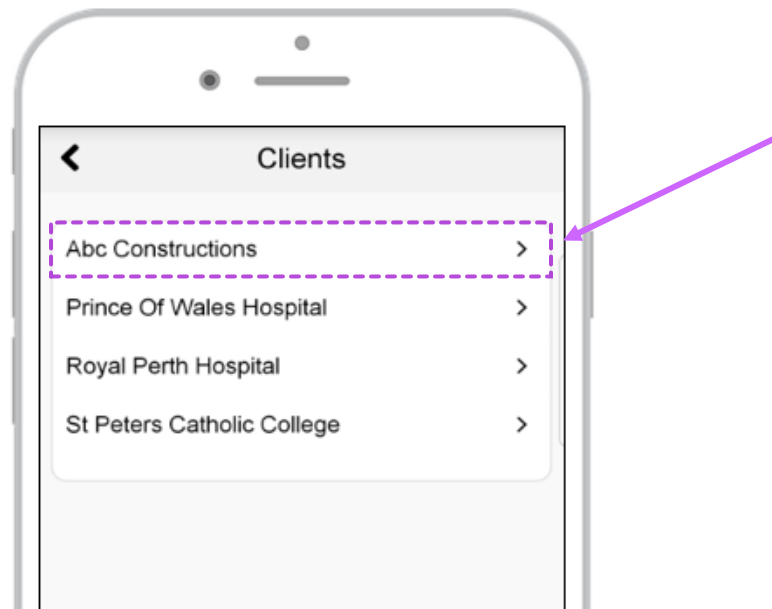 Clients
Abc Constructions
Prince Of Wales Hospital
Royal Perth Hospital
St Peters Catholic College